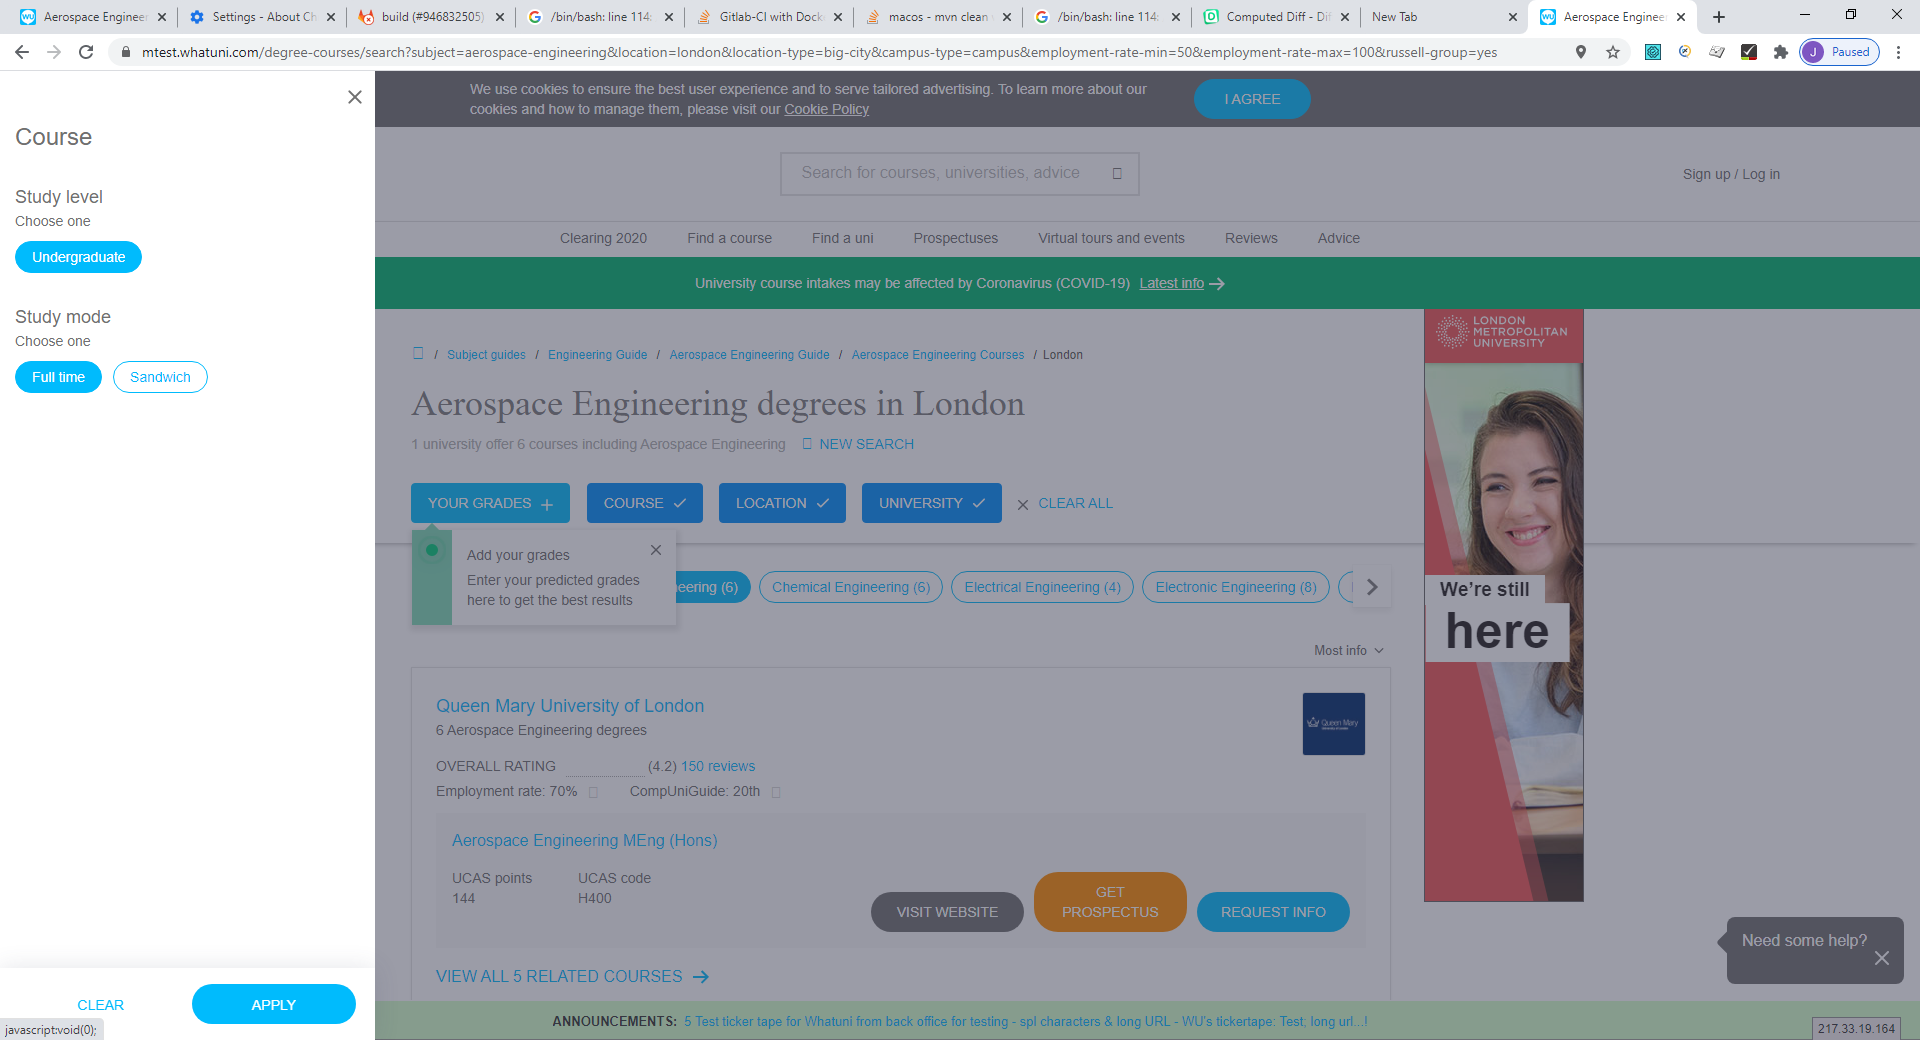 Aerospace Engineer
Settings - About Ch
build (#946832505)
/bin/bash: line 114:
Gitlab-CI with Dock
macos - mvn clean
/bin/bash: line 114:
Computed Diff - Dif
New Tab
Aerospace Engineer
mtest.whatuni.com/degree-courses/search?subject=aerospace-engineering&location=london&location-type=big-city&campus-type=campus&employment-rate-min=50&employment-rate-max=100&russell-group=yes
J Paused
Course
Study level
Choose one
Undergraduate
Study mode
Choose one
Full time
Sandwich
CLEAR
APPLY
javascript:void(0);
We use cookies to ensure the best user experience and to serve tailored advertising. To learn more about our
cookies and how to manage them, please visit our Cookie Policy
I AGREE
Search for courses, universities, advice
Sign up / Log in
Clearing 2020
Find a course
Find a uni
Prospectuses
Virtual tours and events
Reviews
Advice
University course intakes may be affected by Coronavirus (COVID-19) Latest info
/ Subject guides / Engineering Guide / Aerospace Engineering Guide / Aerospace Engineering Courses / London
Aerospace Engineering degrees in London
1 university offer 6 courses including Aerospace Engineering
NEW SEARCH
YOUR GRADES
COURSE
LOCATION
UNIVERSITY
CLEAR ALL
Add your grades
Enter your predicted grades
here to get the best results
eering (6)
Chemical Engineering (6)
Electrical Engineering (4)
Electronic Engineering (8)
Most info
Queen Mary University of London
6 Aerospace Engineering degrees
OVERALL RATING (4.2) 150 reviews
Employment rate: 70%
CompUniGuide: 20th
Queen Mary
Aerospace Engineering MEng (Hons)
UCAS points
144
UCAS code
H400
VISIT WEBSITE
GET
PROSPECTUS
REQUEST INFO
VIEW ALL 5 RELATED COURSES
LONDON
METROPOLITAN
UNIVERSITY
We're still
here
Need some help?
ANNOUNCEMENTS: 5 Test ticker tape for Whatuni from back office for testing - spl characters & long URL - WU's tickertape: Test; long url...!
217.33.19.164